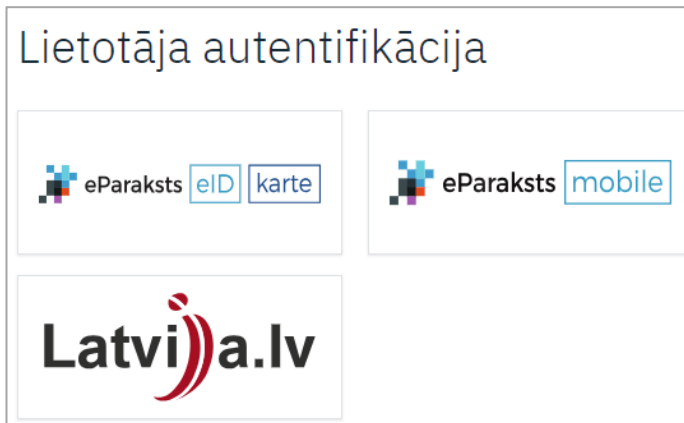 Lietotāja autentifikācija
eParaksts eID karte
eParaksts mobile
Latvija.lv